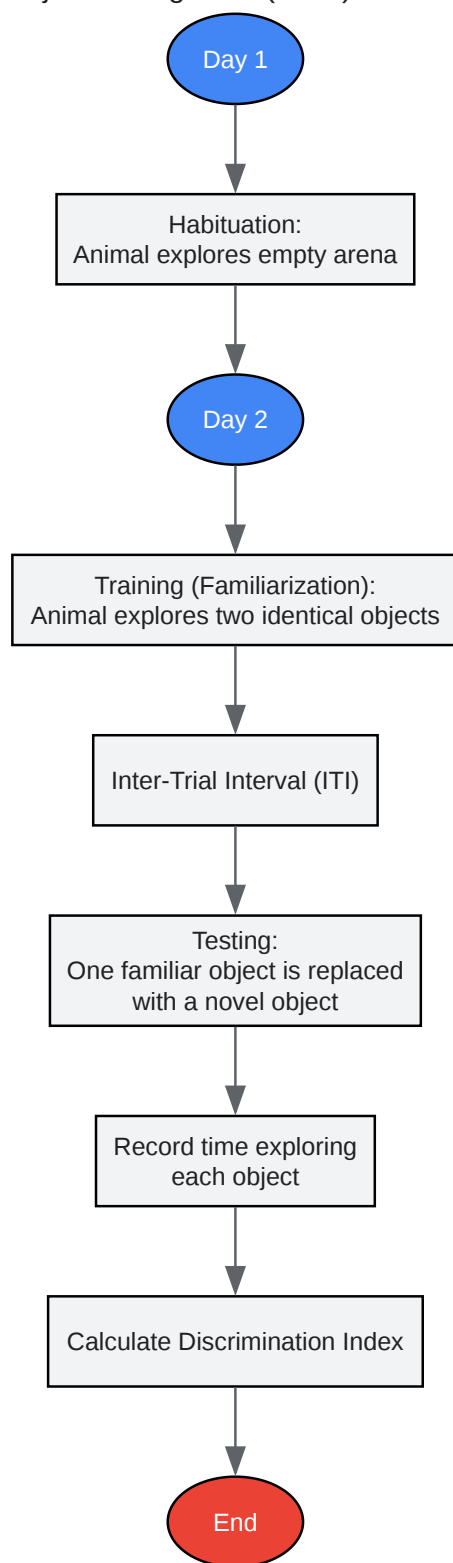 Day 1
Habituation:
Animal explores empty arena
Day 2
Training (Familiarization):
Animal explores two identical objects
Inter-Trial Interval (ITI)
Testing:
One familiar object is replaced
with a novel object
Record time exploring
each object
Calculate Discrimination Index
End